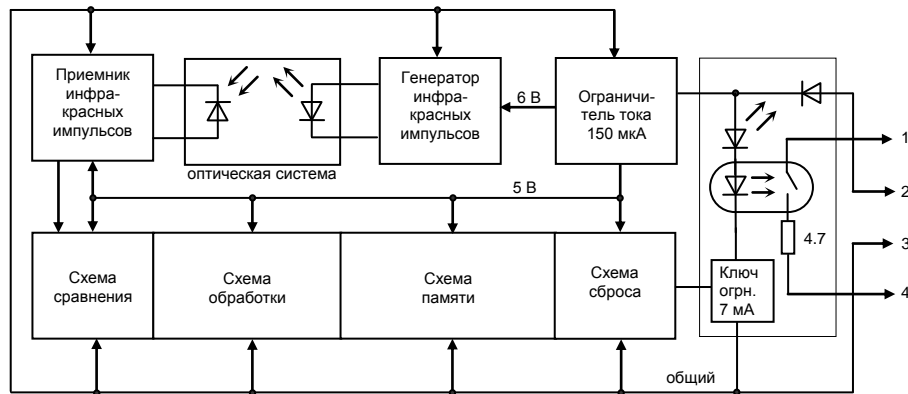 Приемник
инфра-
красных
импульсов
Генератор
инфра-
красных
импульсов
6 В
Ограничи-
тель тока
150 мкА
оптическая система
1
5 В
2
4.7
3
Схема
сравнения
Схема
обработки
Схема
памяти
Схема
сброса
Ключ
огрн.
7 мА
4
общий